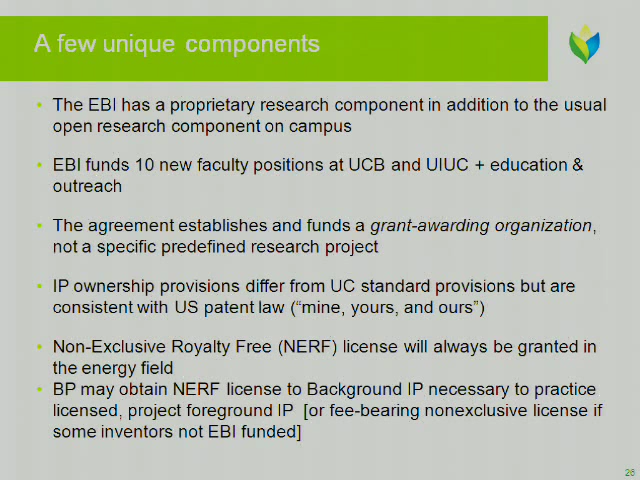 A few unique components
• The EBI has a proprietary research component in addition to the usual
open research component on campus
• EBI funds 10 new faculty positions at UCB and UIUC + education &
outreach
• The agreement establishes and funds a grant-awarding organization,
not a specific predefined research project
• IP ownership provisions differ from UC standard provisions but are
consistent with US patent law (“mine, yours, and ours”)
• Non-Exclusive Royalty Free (NERF) license will always be granted in
the energy field
• BP may obtain NERF license to Background IP necessary to practice
licensed, project foreground IP [or fee-bearing nonexclusive license if
some inventors not EBI funded]
26